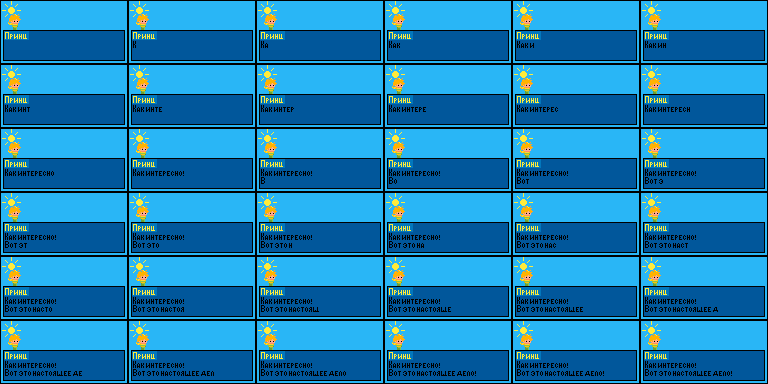 Принц
Принц
К
Принц
Ка
Принц
Как
Принц
Как и
Принц
Как ин
Принц
Как инт
Принц
Как инте
Принц
Как интер
Принц
Как интере
Принц
Как интерес
Принц
Как интересн
Принц
Как интересно
Принц
Как интересно!
Принц
Как интересно!
В
Принц
Как интересно!
Во
Принц
Как интересно!
Вот
Принц
Как интересно!
Вот э
Принц
Как интересно!
Вот эт
Принц
Как интересно!
Вот это
Принц
Как интересно!
Вот это н
Принц
Как интересно!
Вот это на
Принц
Как интересно!
Вот это нас
Принц
Как интересно!
Вот это наст
Принц
Как интересно!
Вот это насто
Принц
Как интересно!
Вот это настоя
Принц
Как интересно!
Вот это настоящ
Принц
Как интересно!
Вот это настояще
Принц
Как интересно!
Вот это настоящее
Принц
Как интересно!
Вот это настоящее д
Принц
Как интересно!
Вот это настоящее де
Принц
Как интересно!
Вот это настоящее дел
Принц
Как интересно!
Вот это настоящее дело
Принц
Как интересно!
Вот это настоящее дело!
Принц
Как интересно!
Вот это настоящее дело!
Принц
Как интересно!
Вот это настоящее дело!